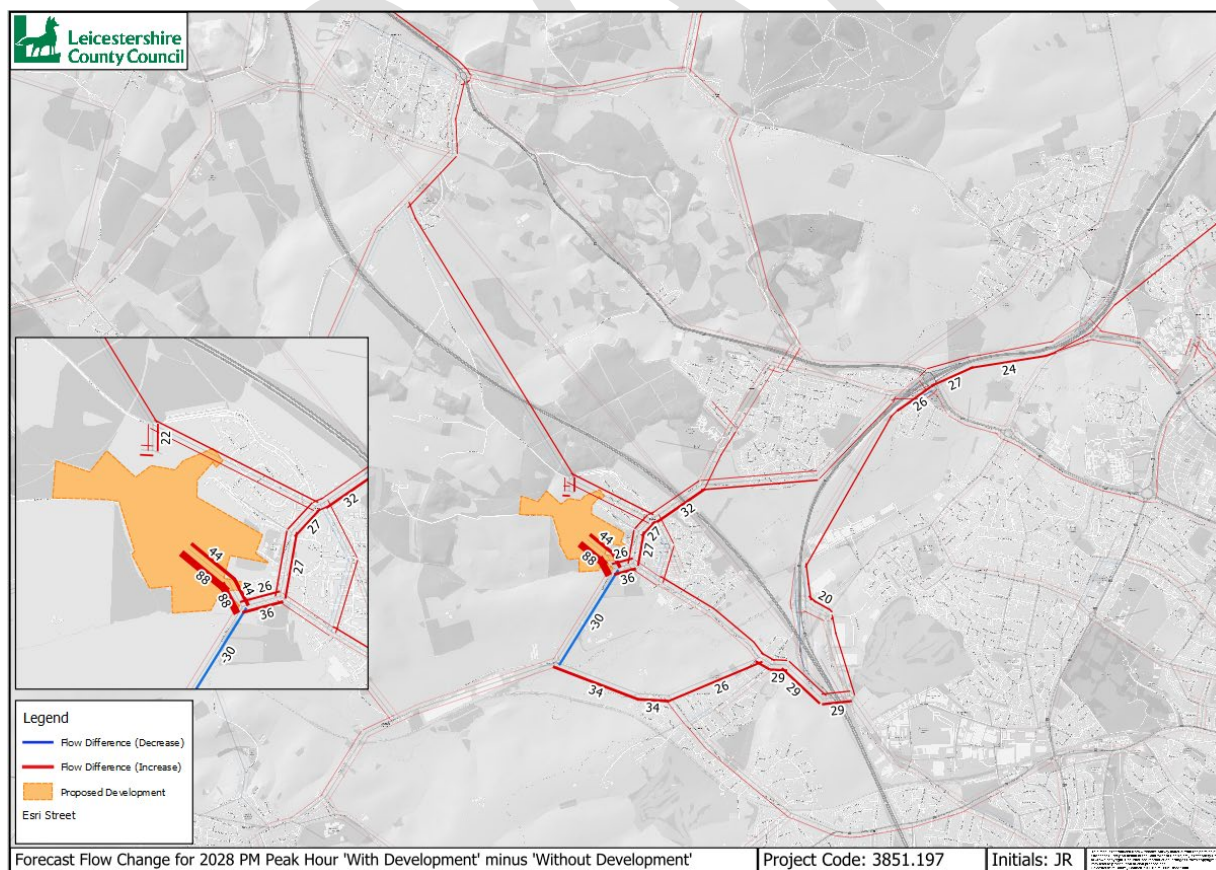 Leicestershire
County Council
24
27
26
32
27
27
44
26
88
36
20
-30
34
34
26
29
29
29
22
32
27
27
44
44
88
88
26
36
-30
Legend
Flow Difference (Decrease)
Flow Difference (Increase)
Proposed Development
Esri Street
Forecast Flow Change for 2028 PM Peak Hour 'With Development' minus 'Without Development'
Project Code: 3851.197
Initials: JR